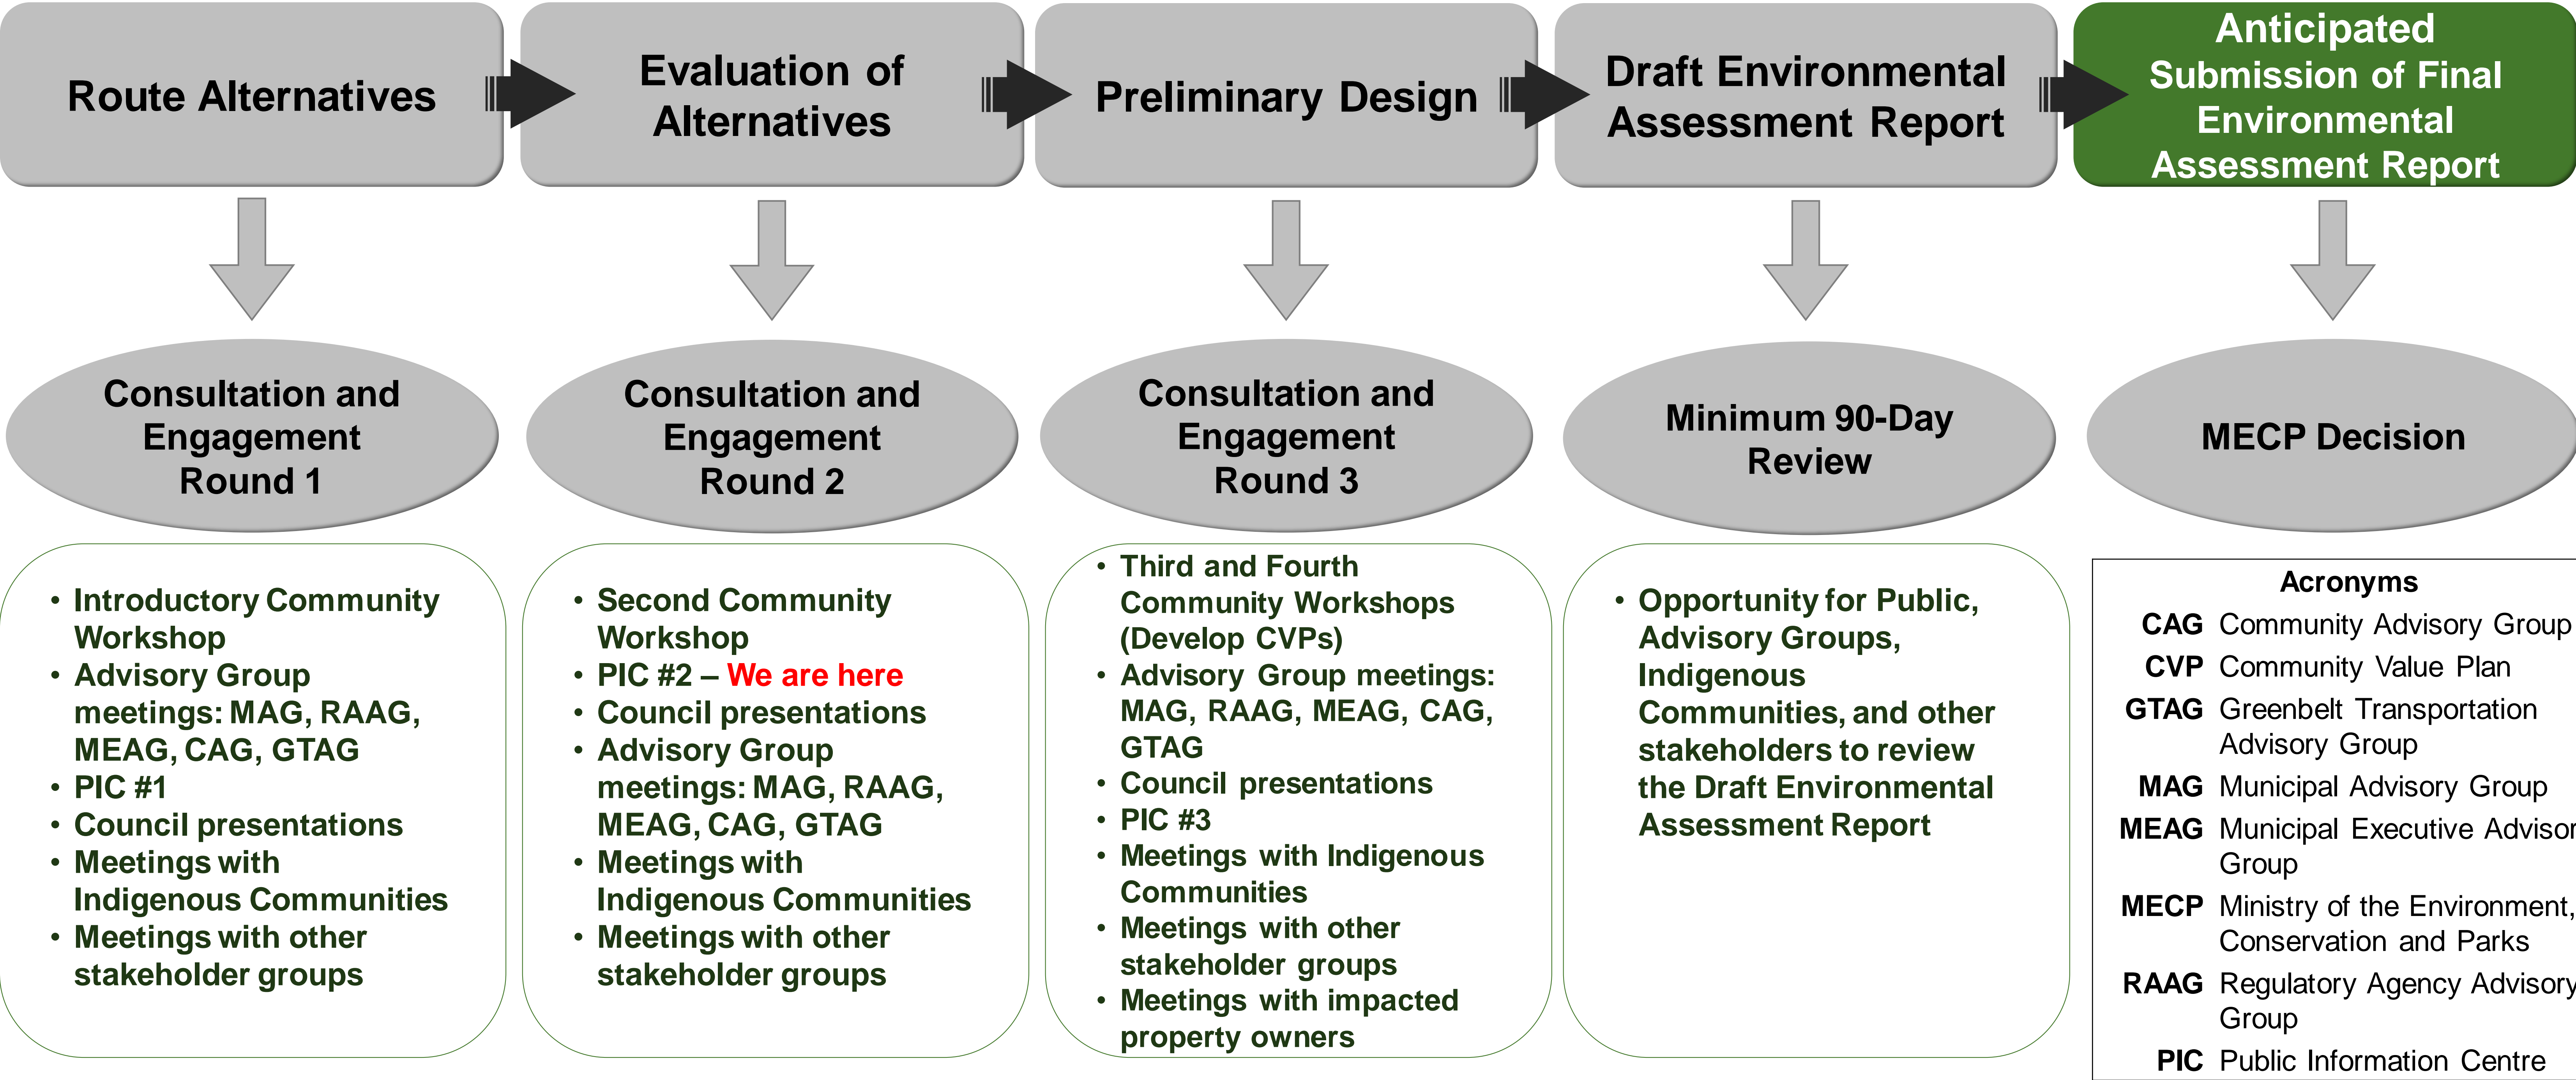 Route Alternatives
Evaluation of
Alternatives
Preliminary Design
Draft Environmental
Assessment Report
Anticipated
Submission of Final
Environmental
Assessment Report
Consultation and
Engagement
Round 1
Consultation and
Engagement
Round 2
Consultation and
Engagement
Round 3
Minimum 90-Day
Review
MECP Decision
• Introductory Community
Workshop
• Advisory Group
meetings: MAG, RAAG,
MEAG, CAG, GTAG
• PIC #1
• Council presentations
• Meetings with
Indigenous Communities
• Meetings with other
stakeholder groups
• Second Community
Workshop
• PIC #2 – We are here
• Council presentations
• Advisory Group
meetings: MAG, RAAG,
MEAG, CAG, GTAG
• Meetings with
Indigenous Communities
• Meetings with other
stakeholder groups
• Third and Fourth
Community Workshops
(Develop CVPs)
• Advisory Group meetings:
MAG, RAAG, MEAG, CAG,
GTAG
• Council presentations
• PIC #3
• Meetings with Indigenous
Communities
• Meetings with other
stakeholder groups
• Meetings with impacted
property owners
• Opportunity for Public,
Advisory Groups,
Indigenous
Communities, and other
stakeholders to review
the Draft Environmental
Assessment Report
Acronyms
CAG Community Advisory Group
CVP Community Value Plan
GTAG Greenbelt Transportation
Advisory Group
MAG Municipal Advisory Group
MEAG Municipal Executive Advisor
Group
MECP Ministry of the Environment,
Conservation and Parks
RAAG Regulatory Agency Advisory
Group
PIC Public Information Centre